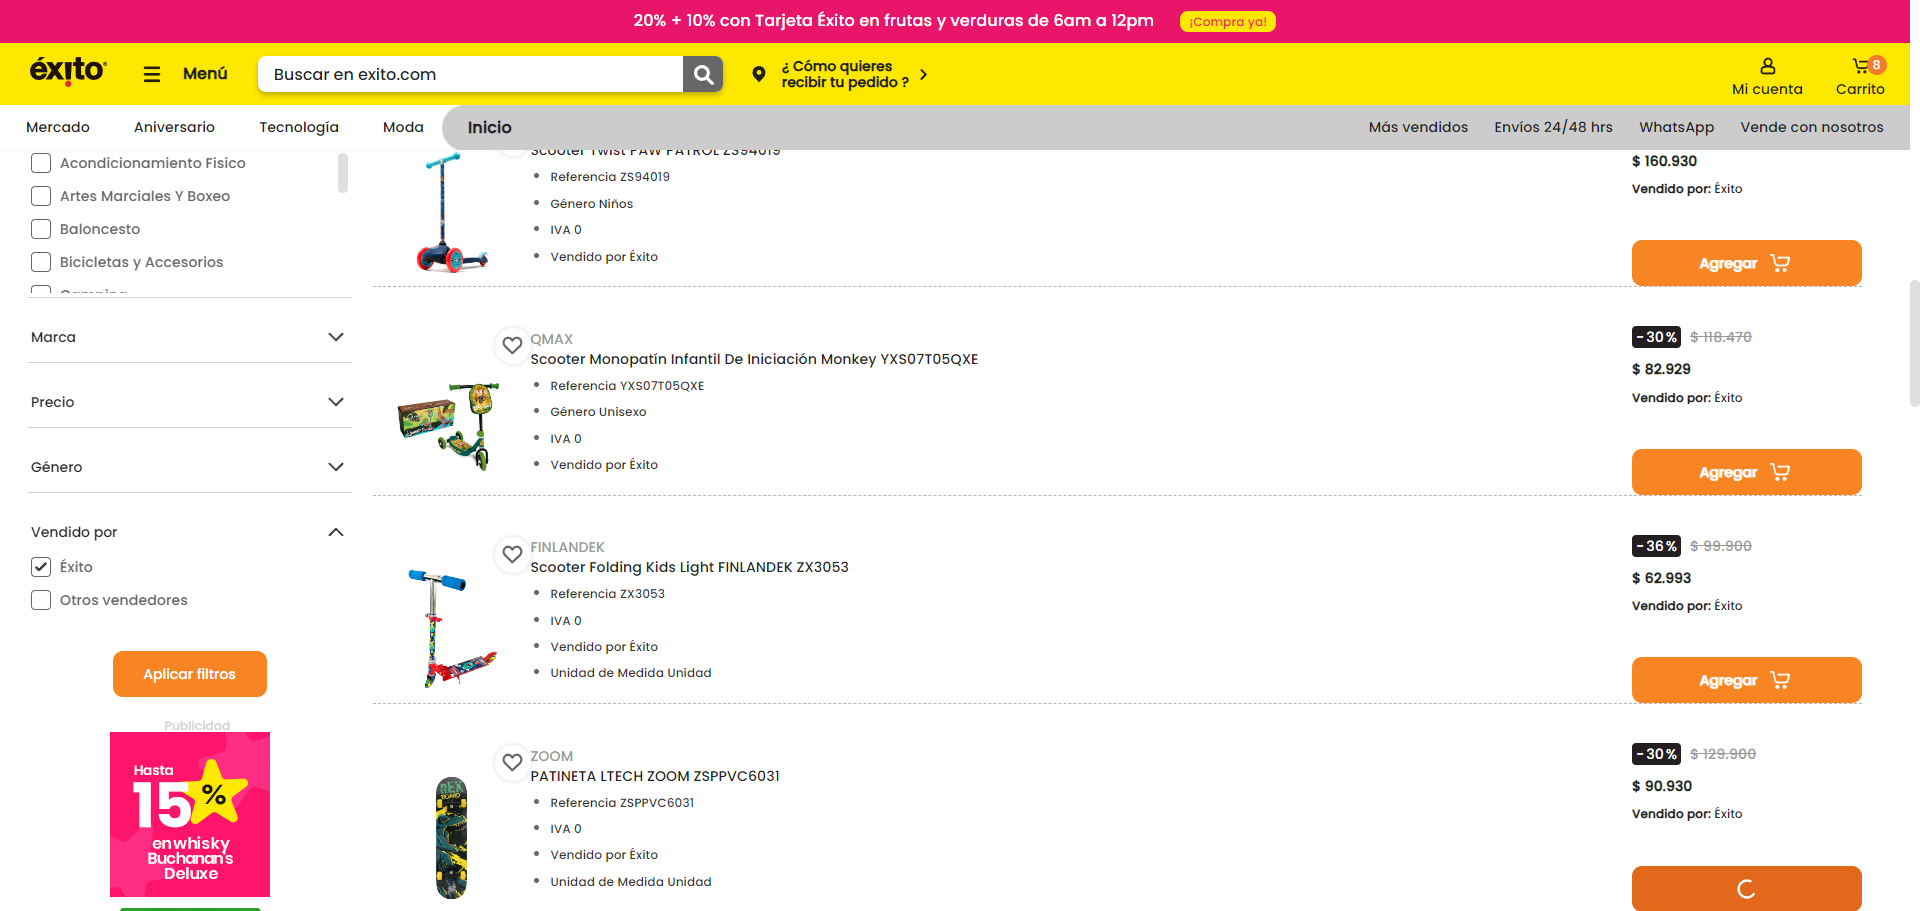 20% + 10% con Tarjeta Éxito en frutas y verduras de 6am a 12pm
¡Compra ya!
éxito
Menú
Buscar en exito.com
¿ Cómo quieres
recibir tu pedido ?
Mi cuenta
8
Carrito
Mercado
Aniversario
Tecnología
Moda
Inicio
Más vendidos
Envíos 24/48 hrs
WhatsApp
Vende con nosotros
Acondicionamiento Fisico
Artes Marciales Y Boxeo
Baloncesto
Bicicletas y Accesorios
Camping
Marca
Precio
Género
Vendido por
Éxito
Otros vendedores
Aplicar filtros
Publicidad
Hasta
15%
en whisky
Buchanan's
Deluxe
Scooter Twist PAW PATROL ZS94019
Referencia ZS94019
Género Niños
IVA 0
Vendido por Éxito
$ 160.930
Vendido por: Éxito
Agregar
QMAX
Scooter Monopatín Infantil De Iniciación Monkey YXS07T05QXE
Referencia YXS07T05QXE
Género Unisexo
IVA 0
Vendido por Éxito
-30% $ 118.470
$ 82.929
Vendido por: Éxito
Agregar
FINLANDEK
Scooter Folding Kids Light FINLANDEK ZX3053
Referencia ZX3053
IVA 0
Vendido por Éxito
Unidad de Medida Unidad
-36% $ 99.900
$ 62.993
Vendido por: Éxito
Agregar
ZOOM
PATINETA LTECH ZOOM ZSPPVC6031
Referencia ZSPPVC6031
IVA 0
Vendido por Éxito
Unidad de Medida Unidad
-30% $ 129.900
$ 90.930
Vendido por: Éxito